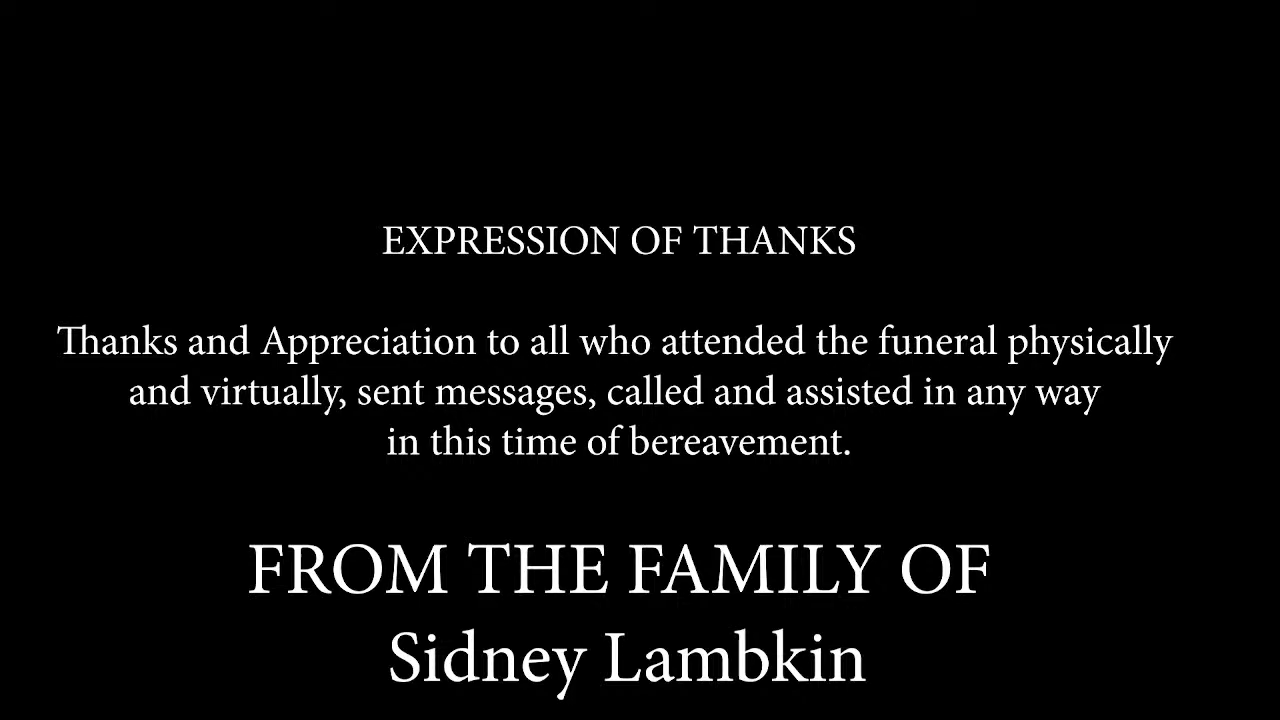 EXPRESSION OF THANKS
Thanks and Appreciation to all who attended the funeral physically
and virtually, sent messages, called and assisted in any way
in this time of bereavement.
FROM THE FAMILY OF
Sidney Lambkin